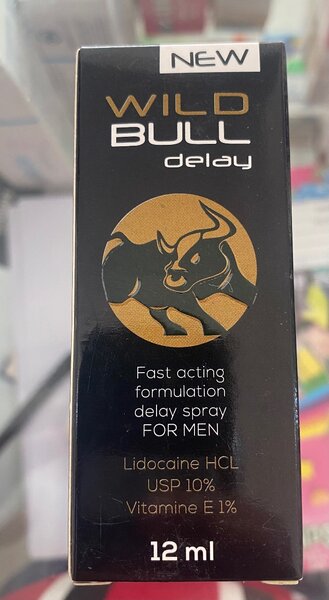 NEW
WILD
BULL
delay
Fast acting
formulation
delay spray
FOR MEN
Lidocaine HCL
USP 10%
Vitamine E 1%
12 ml